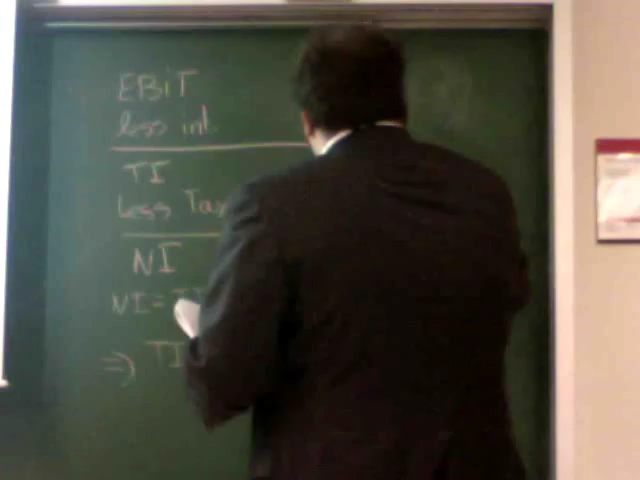 EBiT
less int.
TI
less Tax
NI
NI = TI
⇒ TI